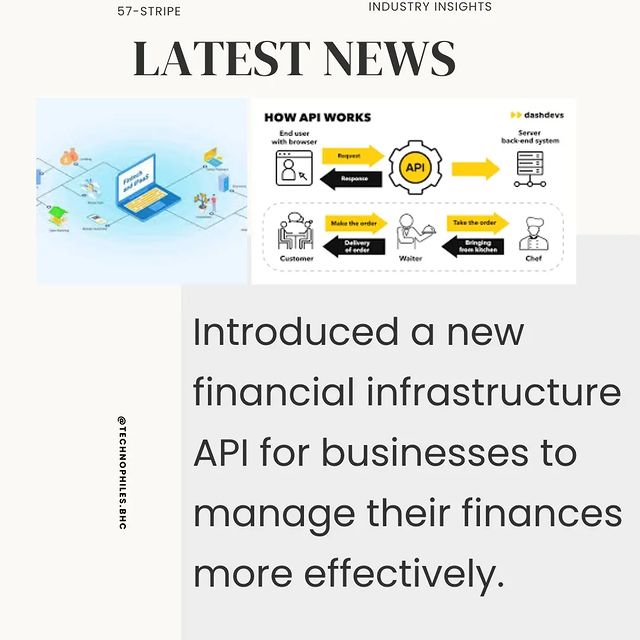 57-STRIPE
INDUSTRY INSIGHTS
LATEST NEWS
Fintech
and iPaaS
HOW API WORKS
dashdevs
End user
with browser
Request
Response
API
Server
back-end system
Make the order
Delivery
of order
Take the order
Bringing
from kitchen
Customer
Waiter
Chef
Introduced a new
financial infrastructure
API for businesses to
manage their finances
more effectively.
@TECHNOPHILES.BHC